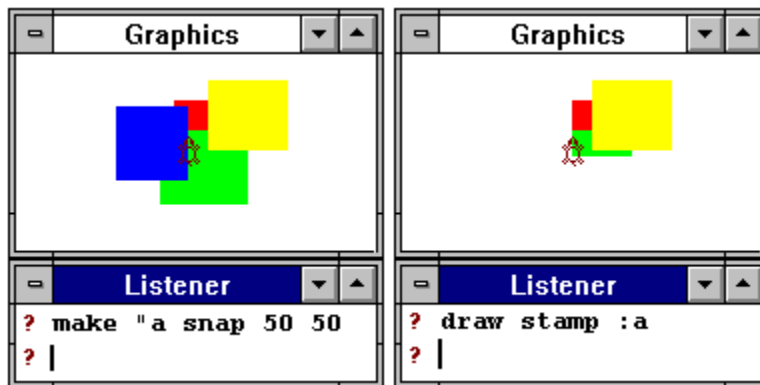 Graphics
Listener
? make "a snap 50 50
?
Graphics
Listener
? draw stamp :a
?